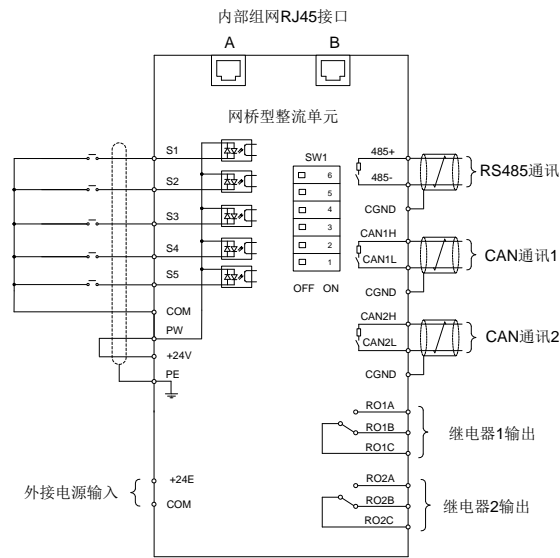 内部组网RJ45接口
A
B
网桥型整流单元
S1
S2
S3
S4
S5
COM
PW
+24V
PE
外接电源输入
+24E
COM
SW1
6
5
4
3
2
1
OFF ON
485+
485-
CGND
RS485通讯
CAN1H
CAN1L
CGND
CAN通讯1
CAN2H
CAN2L
CGND
CAN通讯2
RO1A
RO1B
RO1C
继电器1输出
RO2A
RO2B
RO2C
继电器2输出